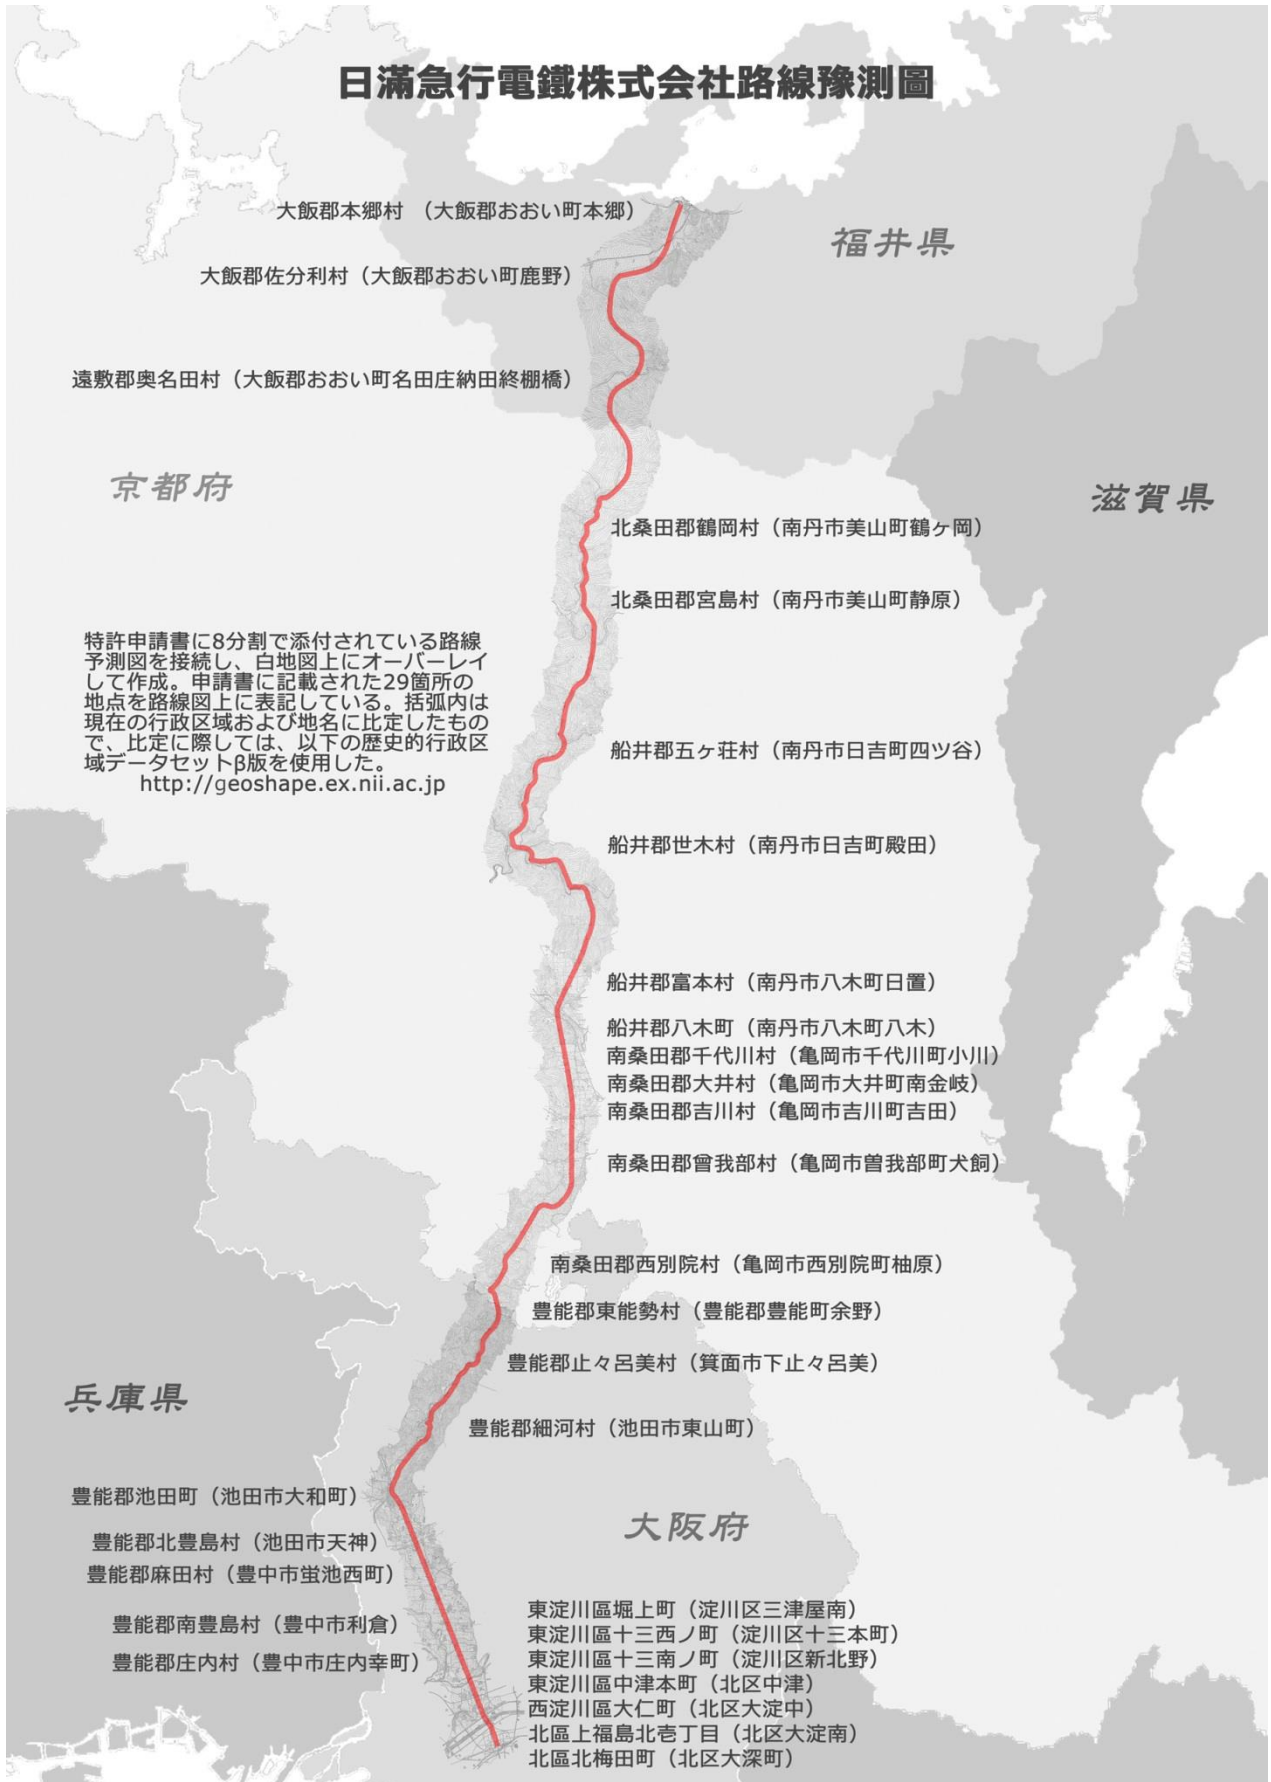 日滿急行電鐵株式会社路線豫測圖
大飯郡本郷村 （大飯郡おおい町本郷）
福井県
大飯郡佐分利村（大飯郡おおい町鹿野）
遠敷郡奥名田村（大飯郡おおい町名田庄納田終棚橋）
京都府
滋賀県
北桑田郡鶴岡村（南丹市美山町鶴ヶ岡）
北桑田郡宮島村（南丹市美山町静原）
特許申請書に8分割で添付されている路線
予測図を接続し、白地図上にオーバーレイ
して作成。申請書に記載された29箇所の
地点を路線図上に表記している。括弧内は
現在の行政区域および地名に比定したもの
で、比定に際しては、以下の歴史的行政区
域データセットβ版を使用した。
http://geoshape.ex.nii.ac.jp
船井郡五ヶ荘村（南丹市日吉町四ツ谷）
船井郡世木村（南丹市日吉町殿田）
船井郡富本村（南丹市八木町日置）
船井郡八木町（南丹市八木町八木）
南桑田郡千代川村（亀岡市千代川町小川）
南桑田郡大井村（亀岡市大井町南金岐）
南桑田郡吉川村（亀岡市吉川町吉田）
南桑田郡曾我部村（亀岡市曽我部町犬飼）
南桑田郡西別院村（亀岡市西別院町柚原）
豊能郡東能勢村（豊能郡豊能町余野）
豊能郡止々呂美村（箕面市下止々呂美）
兵庫県
豊能郡細河村（池田市東山町）
豊能郡池田町（池田市大和町）
大阪府
豊能郡北豊島村（池田市天神）
豊能郡麻田村（豊中市蛍池西町）
豊能郡南豊島村（豊中市利倉）
豊能郡庄内村（豊中市庄内幸町）
東淀川區堀上町（淀川区三津屋南）
東淀川區十三西ノ町（淀川区十三本町）
東淀川區十三南ノ町（淀川区新北野）
東淀川區中津本町（北区中津）
西淀川區大仁町（北区大淀中）
北區上福島北壱丁目（北区大淀南）
北區北梅田町（北区大深町）